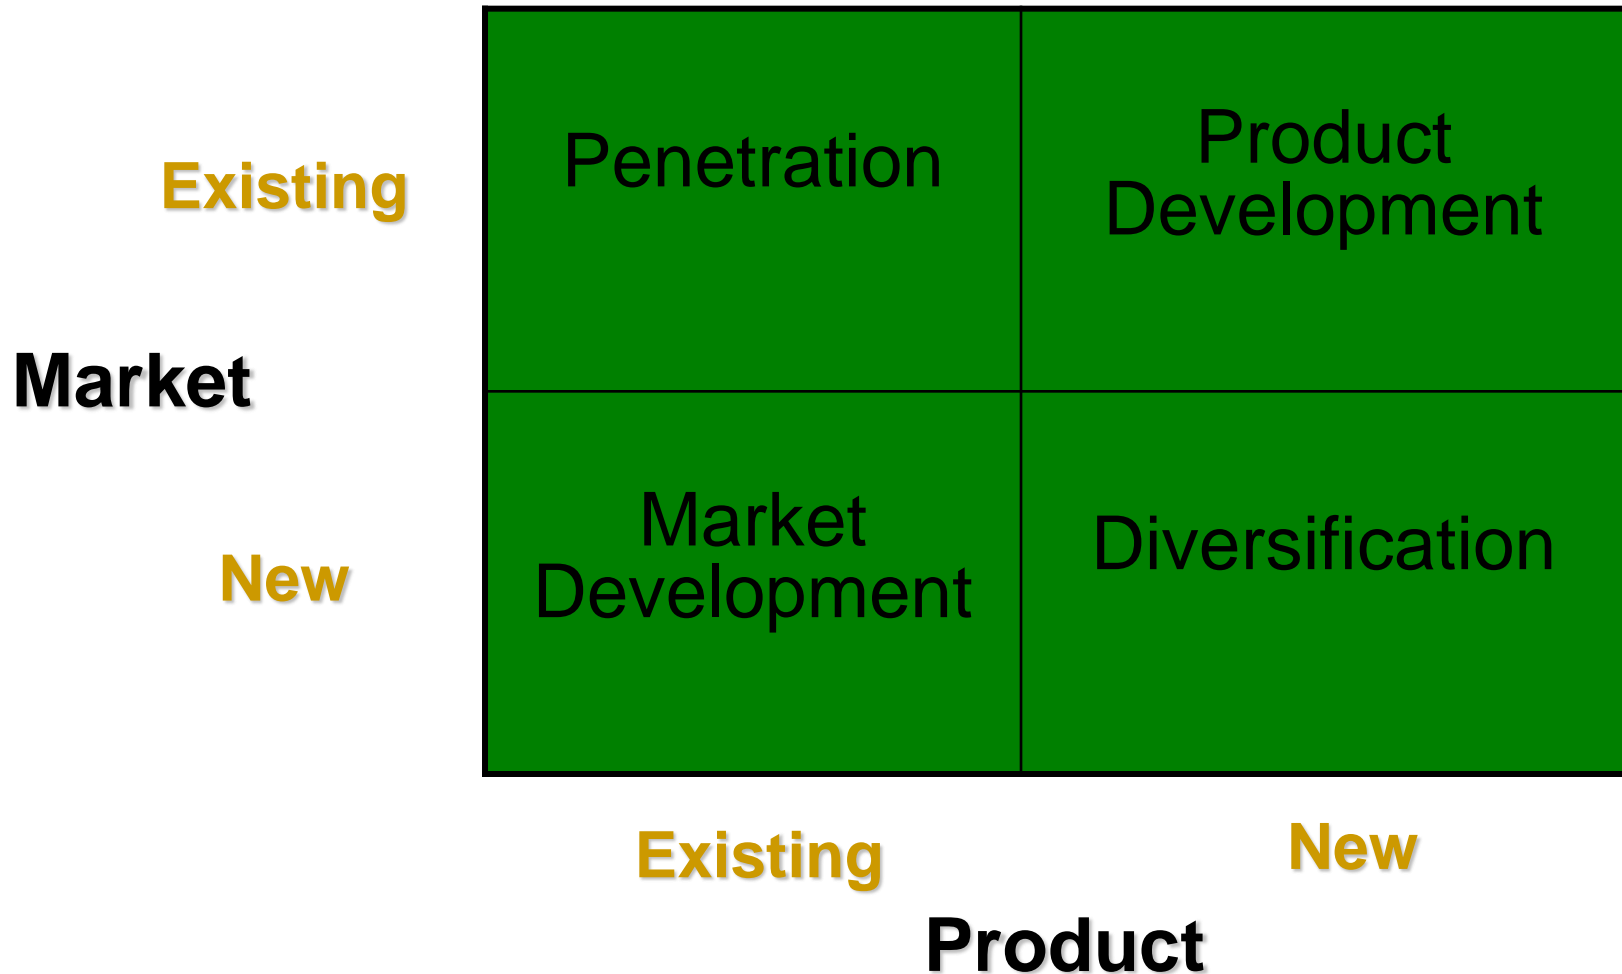 Penetration
Product
Development
Existing
Market
Market
Development
Diversification
New
Existing
New
Product